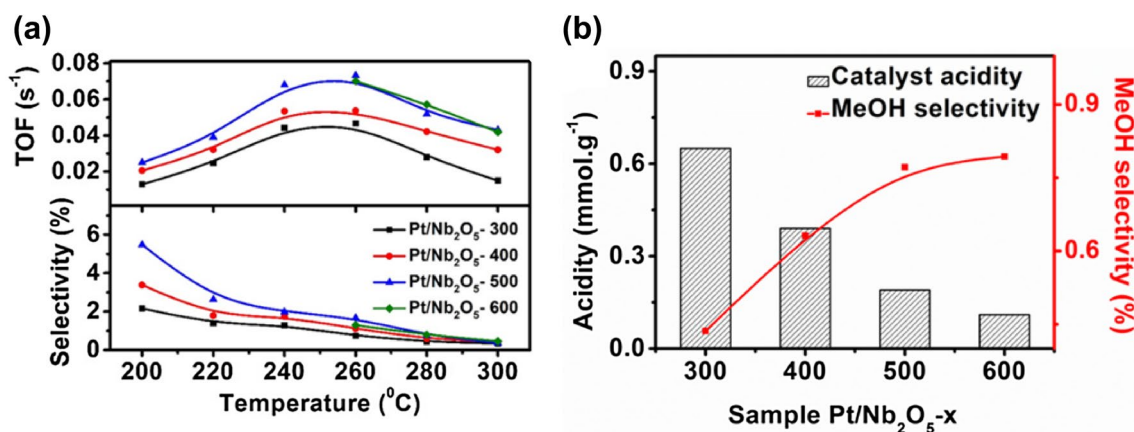 (a)
TOF (s⁻¹)
0.08
0.06
0.04
0.02
Selectivity (%)
6
4
2
0
Pt/Nb₂O₅- 300
Pt/Nb₂O₅- 400
Pt/Nb₂O₅- 500
Pt/Nb₂O₅- 600
200 220 240 260 280 300
Temperature (⁰C)
(b)
Acidity (mmol.g⁻¹)
0.9
0.6
0.3
0.0
Catalyst acidity
MeOH selectivity
0.9
0.6
MeOH selectivity (%)
300 400 500 600
Sample Pt/Nb₂O₅-x